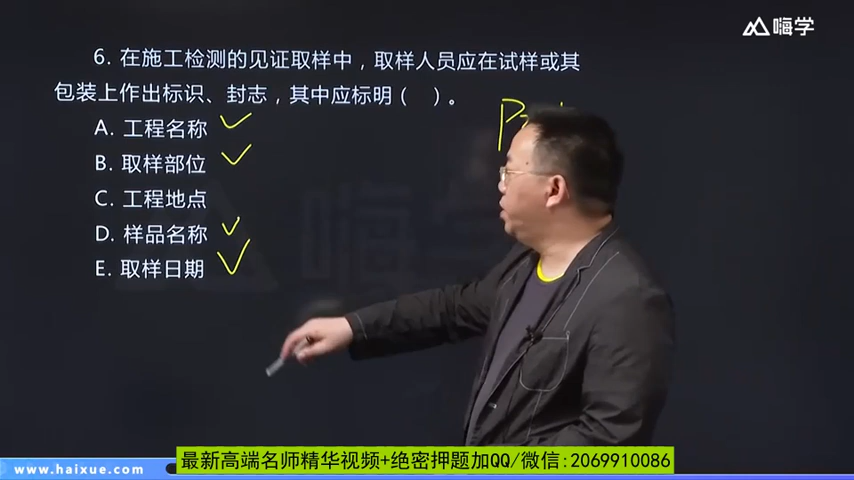 嗨学
6. 在施工检测的见证取样中，取样人员应在试样或其
包装上作出标识、封志，其中应标明（　）。
A. 工程名称
B. 取样部位
C. 工程地点
D. 样品名称
E. 取样日期
嗨学
www.haixue.com
最新高端名师精华视频+绝密押题加QQ/微信:2069910086